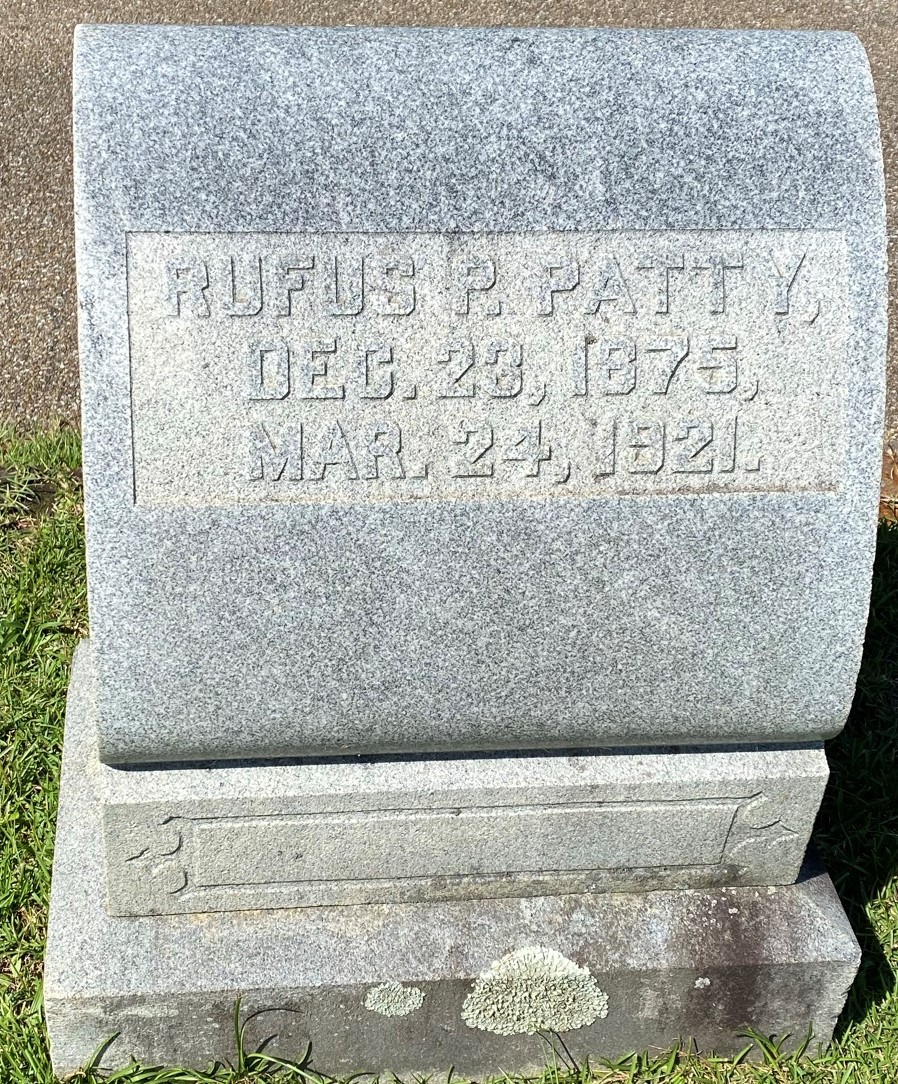 RUFUS P. PATTY,
DEC. 23, 1875,
MAR. 24, 1921.